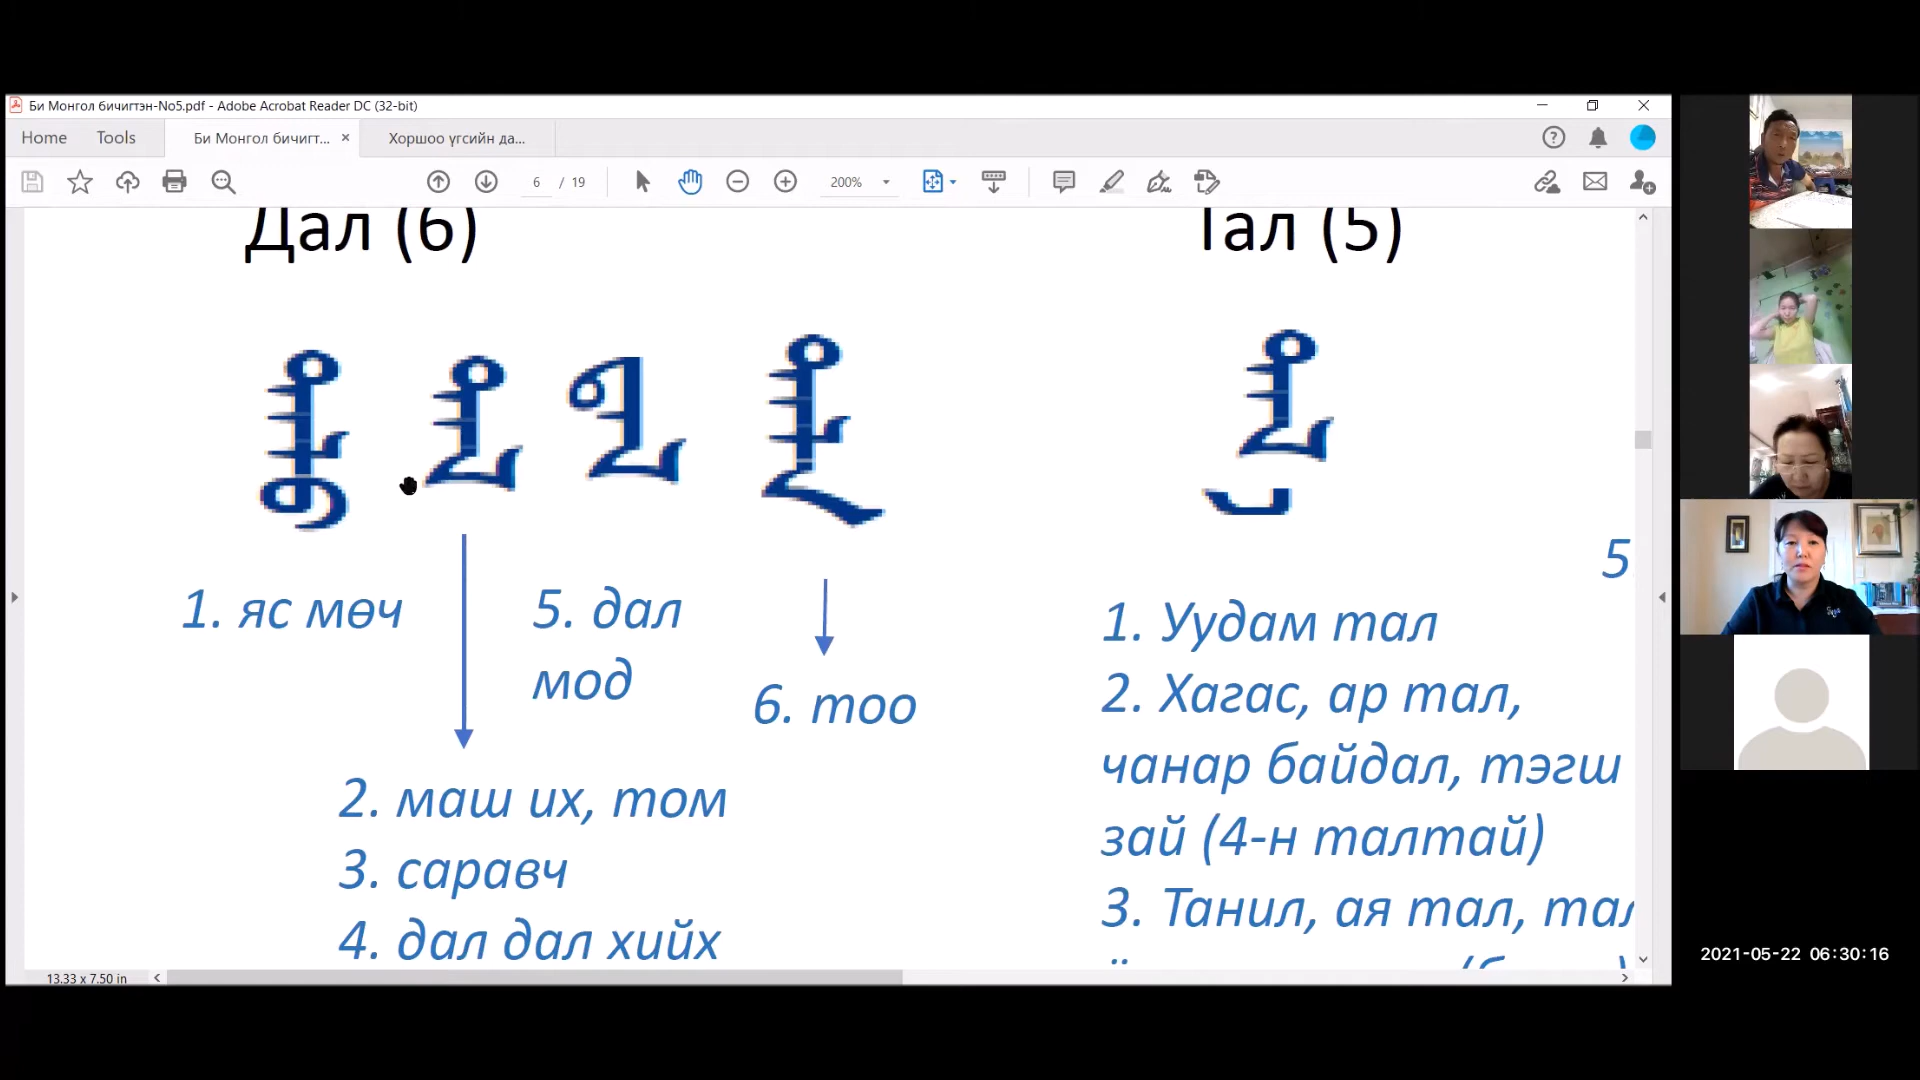 Би Монгол бичигтэн-No5.pdf - Adobe Acrobat Reader DC (32-bit)
Home Tools Би Монгол бичигт... × Хоршоо үгсийн да...
6 / 19 200%
Дал (6)
Тал (5)
1. яс мөч
5. дал
мод
6. тоо
2. маш их, том
3. саравч
4. дал дал хийх
5
1. Уудам тал
2. Хагас, ар тал,
чанар байдал, тэгш
зай (4-н талтай)
3. Танил, ая тал,
13.33 x 7.50 in
2021-05-22 06:30:16